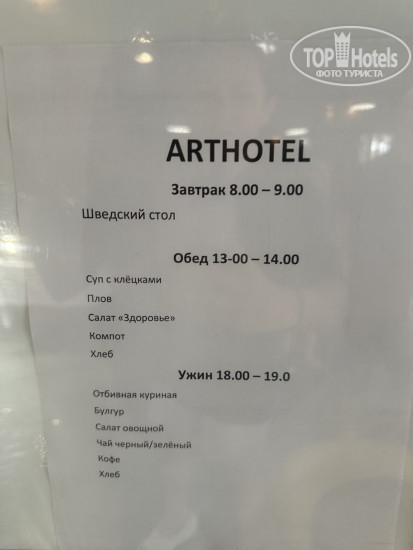 TOP Hotels
ФОТО ТУРИСТА
ARTHOTEL
Завтрак 8.00 – 9.00
Шведский стол
Обед 13-00 – 14.00
Суп с клёцками
Плов
Салат «Здоровье»
Компот
Хлеб
Ужин 18.00 – 19.0
Отбивная куриная
Булгур
Салат овощной
Чай черный/зелёный
Кофе
Хлеб